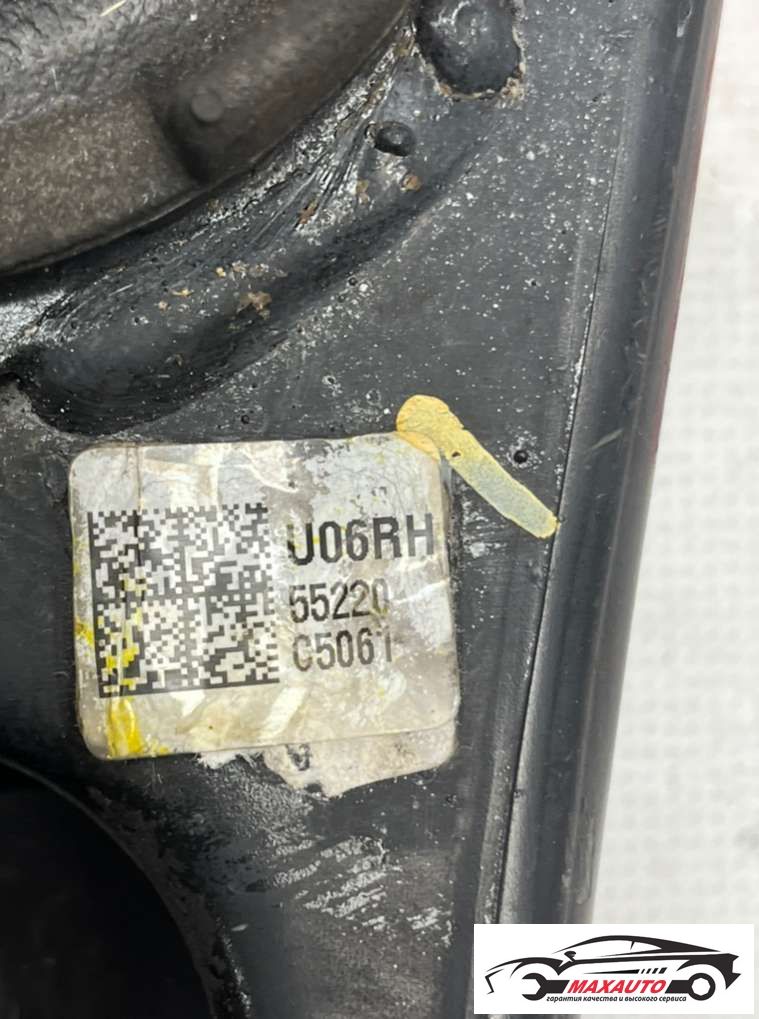 U06RH
55220
C5061
A
MAXAUTO
гарантия качества и высокого сервиса